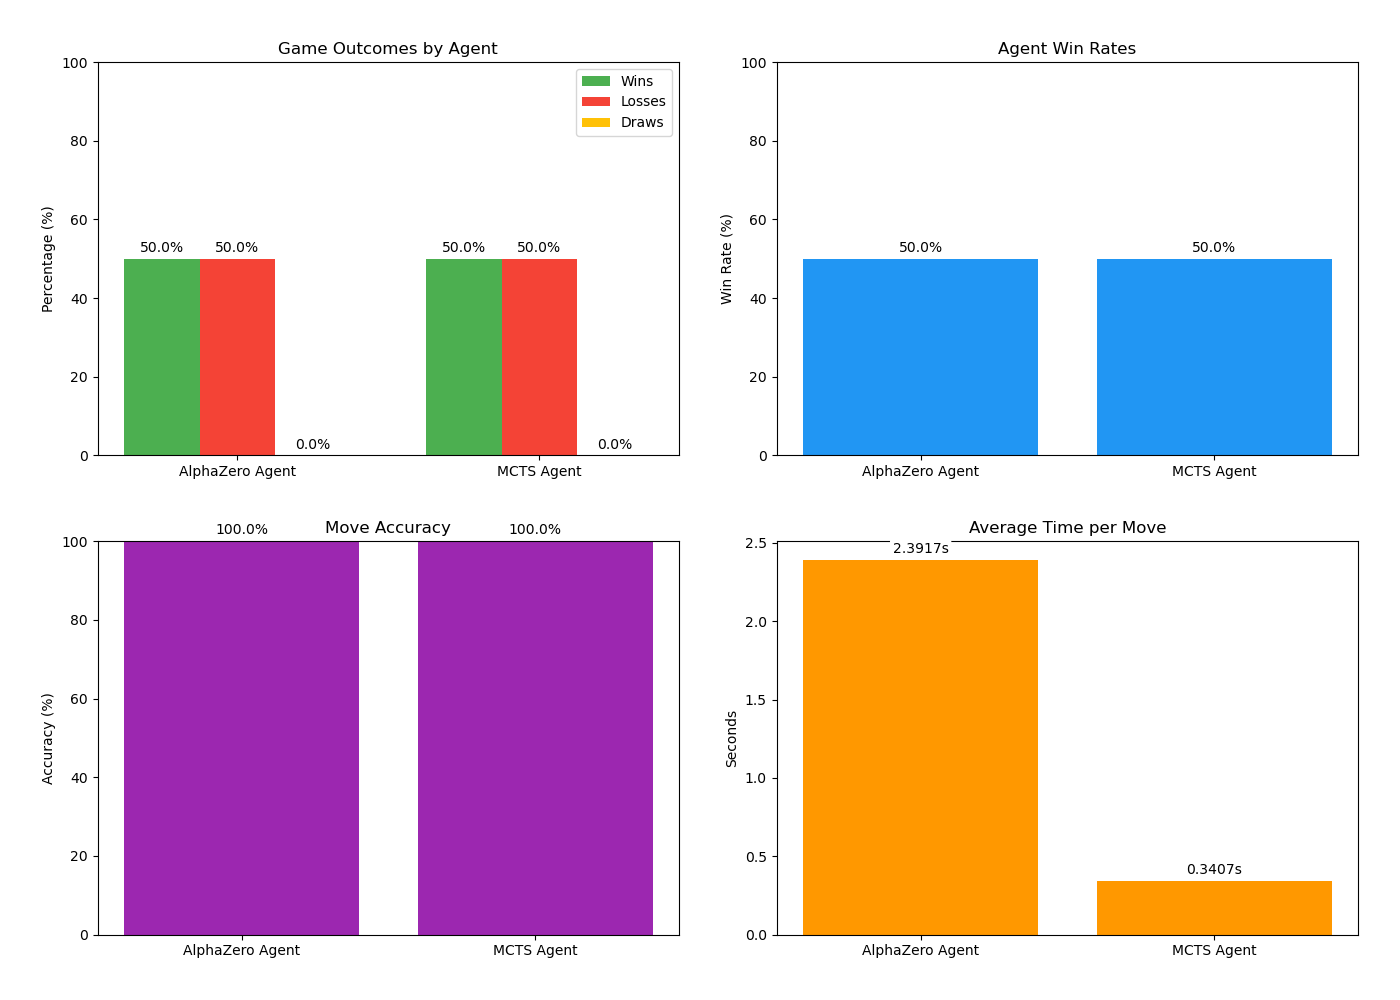 Game Outcomes by Agent
Percentage (%)
100
80
60
40
20
0
Wins
Losses
Draws
50.0%
50.0%
0.0%
50.0%
50.0%
0.0%
AlphaZero Agent
MCTS Agent
Agent Win Rates
Win Rate (%)
100
80
60
40
20
0
50.0%
50.0%
AlphaZero Agent
MCTS Agent
Move Accuracy
Accuracy (%)
100
80
60
40
20
0
100.0%
100.0%
AlphaZero Agent
MCTS Agent
Average Time per Move
Seconds
2.5
2.0
1.5
1.0
0.5
0.0
2.3917s
0.3407s
AlphaZero Agent
MCTS Agent